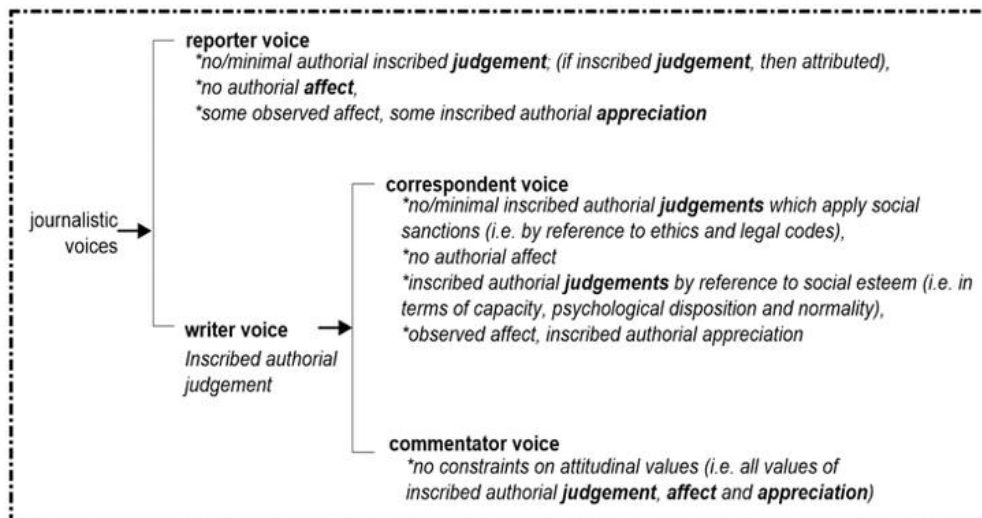 reporter voice
*no/minimal authorial inscribed judgement; (if inscribed judgement, then attributed),
*no authorial affect,
*some observed affect, some inscribed authorial appreciation
journalistic
voices
correspondent voice
*no/minimal inscribed authorial judgements which apply social
sanctions (i.e. by reference to ethics and legal codes),
*no authorial affect
*inscribed authorial judgements by reference to social esteem (i.e. in
terms of capacity, psychological disposition and normality),
*observed affect, inscribed authorial appreciation
writer voice
Inscribed authorial
judgement
commentator voice
*no constraints on attitudinal values (i.e. all values of
inscribed authorial judgement, affect and appreciation)